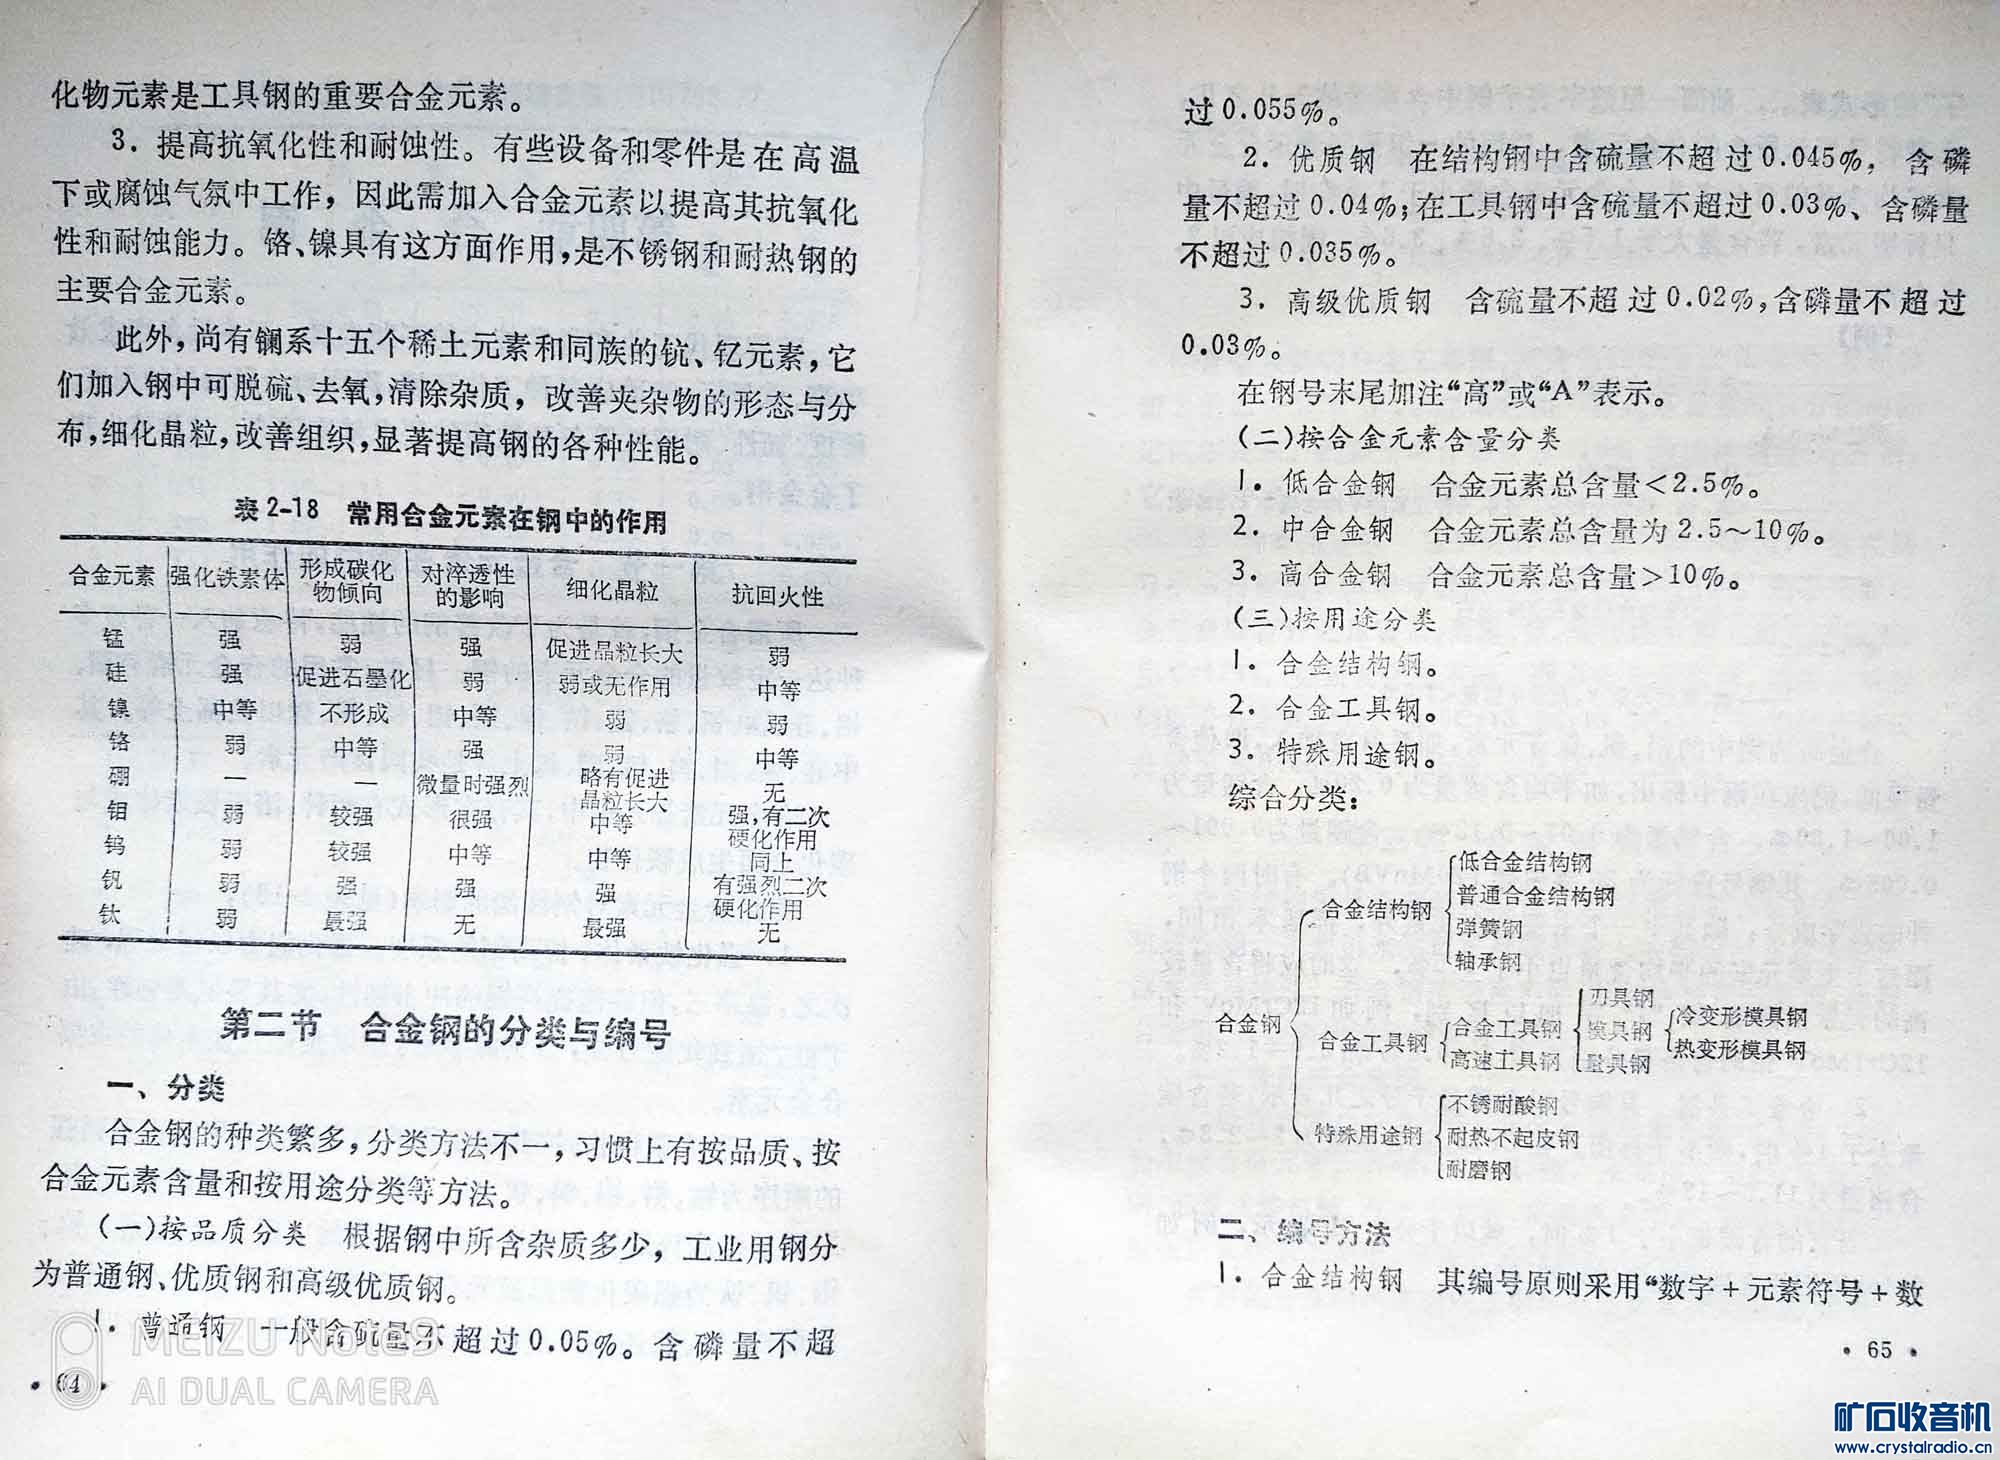 化物元素是工具钢的重要合金元素。
3．提高抗氧化性和耐蚀性。有些设备和零件是在高温
下或腐蚀气氛中工作，因此需加入合金元素以提高其抗氧化
性和耐蚀能力。铬、镍具有这方面作用，是不锈钢和耐热钢的
主要合金元素。
此外，尚有镧系十五个稀土元素和同族的钪、钇元素，它
们加入钢中可脱硫、去氧，清除杂质，改善夹杂物的形态与分
布，细化晶粒，改善组织，显著提高钢的各种性能。
表2-18 常用合金元素在钢中的作用
合金元素 强化铁素体 形成碳化物倾向 对淬透性的影响 细化晶粒 抗回火性
锰 强 弱 强 促进晶粒长大 弱
硅 强 促进石墨化 弱 弱或无作用 中等
镍 中等 不形成 中等 弱 弱
铬 弱 中等 强 弱 中等
硼 — — 微量时强烈 略有促进晶粒长大 无
钼 弱 较强 很强 中等 强，有二次硬化作用
钨 弱 较强 中等 中等 同上
钒 弱 强 强 强 有强烈二次硬化作用
钛 弱 最强 无 最强 无
第二节 合金钢的分类与编号
一、分类
合金钢的种类繁多，分类方法不一，习惯上有按品质、按
合金元素含量和按用途分类等方法。
(一)按品质分类 根据钢中所含杂质多少，工业用钢分
为普通钢、优质钢和高级优质钢。
1．普通钢 一般含硫量不超过0.05%。含磷量不超
· 64 ·
MEIZU Note9
AI DUAL CAMERA
过0.055%。
2．优质钢 在结构钢中含硫量不超过0.045%，含磷
量不超过0.04%；在工具钢中含硫量不超过0.03%、含磷量
不超过0.035%。
3．高级优质钢 含硫量不超过0.02%，含磷量不超过
0.03%。
在钢号末尾加注“高”或“A”表示。
(二)按合金元素含量分类
1．低合金钢 合金元素总含量<2.5%。
2．中合金钢 合金元素总含量为2.5～10%。
3．高合金钢 合金元素总含量>10%。
(三)按用途分类
1．合金结构钢。
2．合金工具钢。
3．特殊用途钢。
综合分类：
合金钢
合金结构钢
低合金结构钢
普通合金结构钢
弹簧钢
轴承钢
合金工具钢
合金工具钢
高速工具钢
刃具钢
模具钢
量具钢
冷变形模具钢
热变形模具钢
特殊用途钢
不锈耐酸钢
耐热不起皮钢
耐磨钢
二、编号方法
1．合金结构钢 其编号原则采用“数字+元素符号+数
· 65 ·
矿石收音机
www.crystalradio.cn